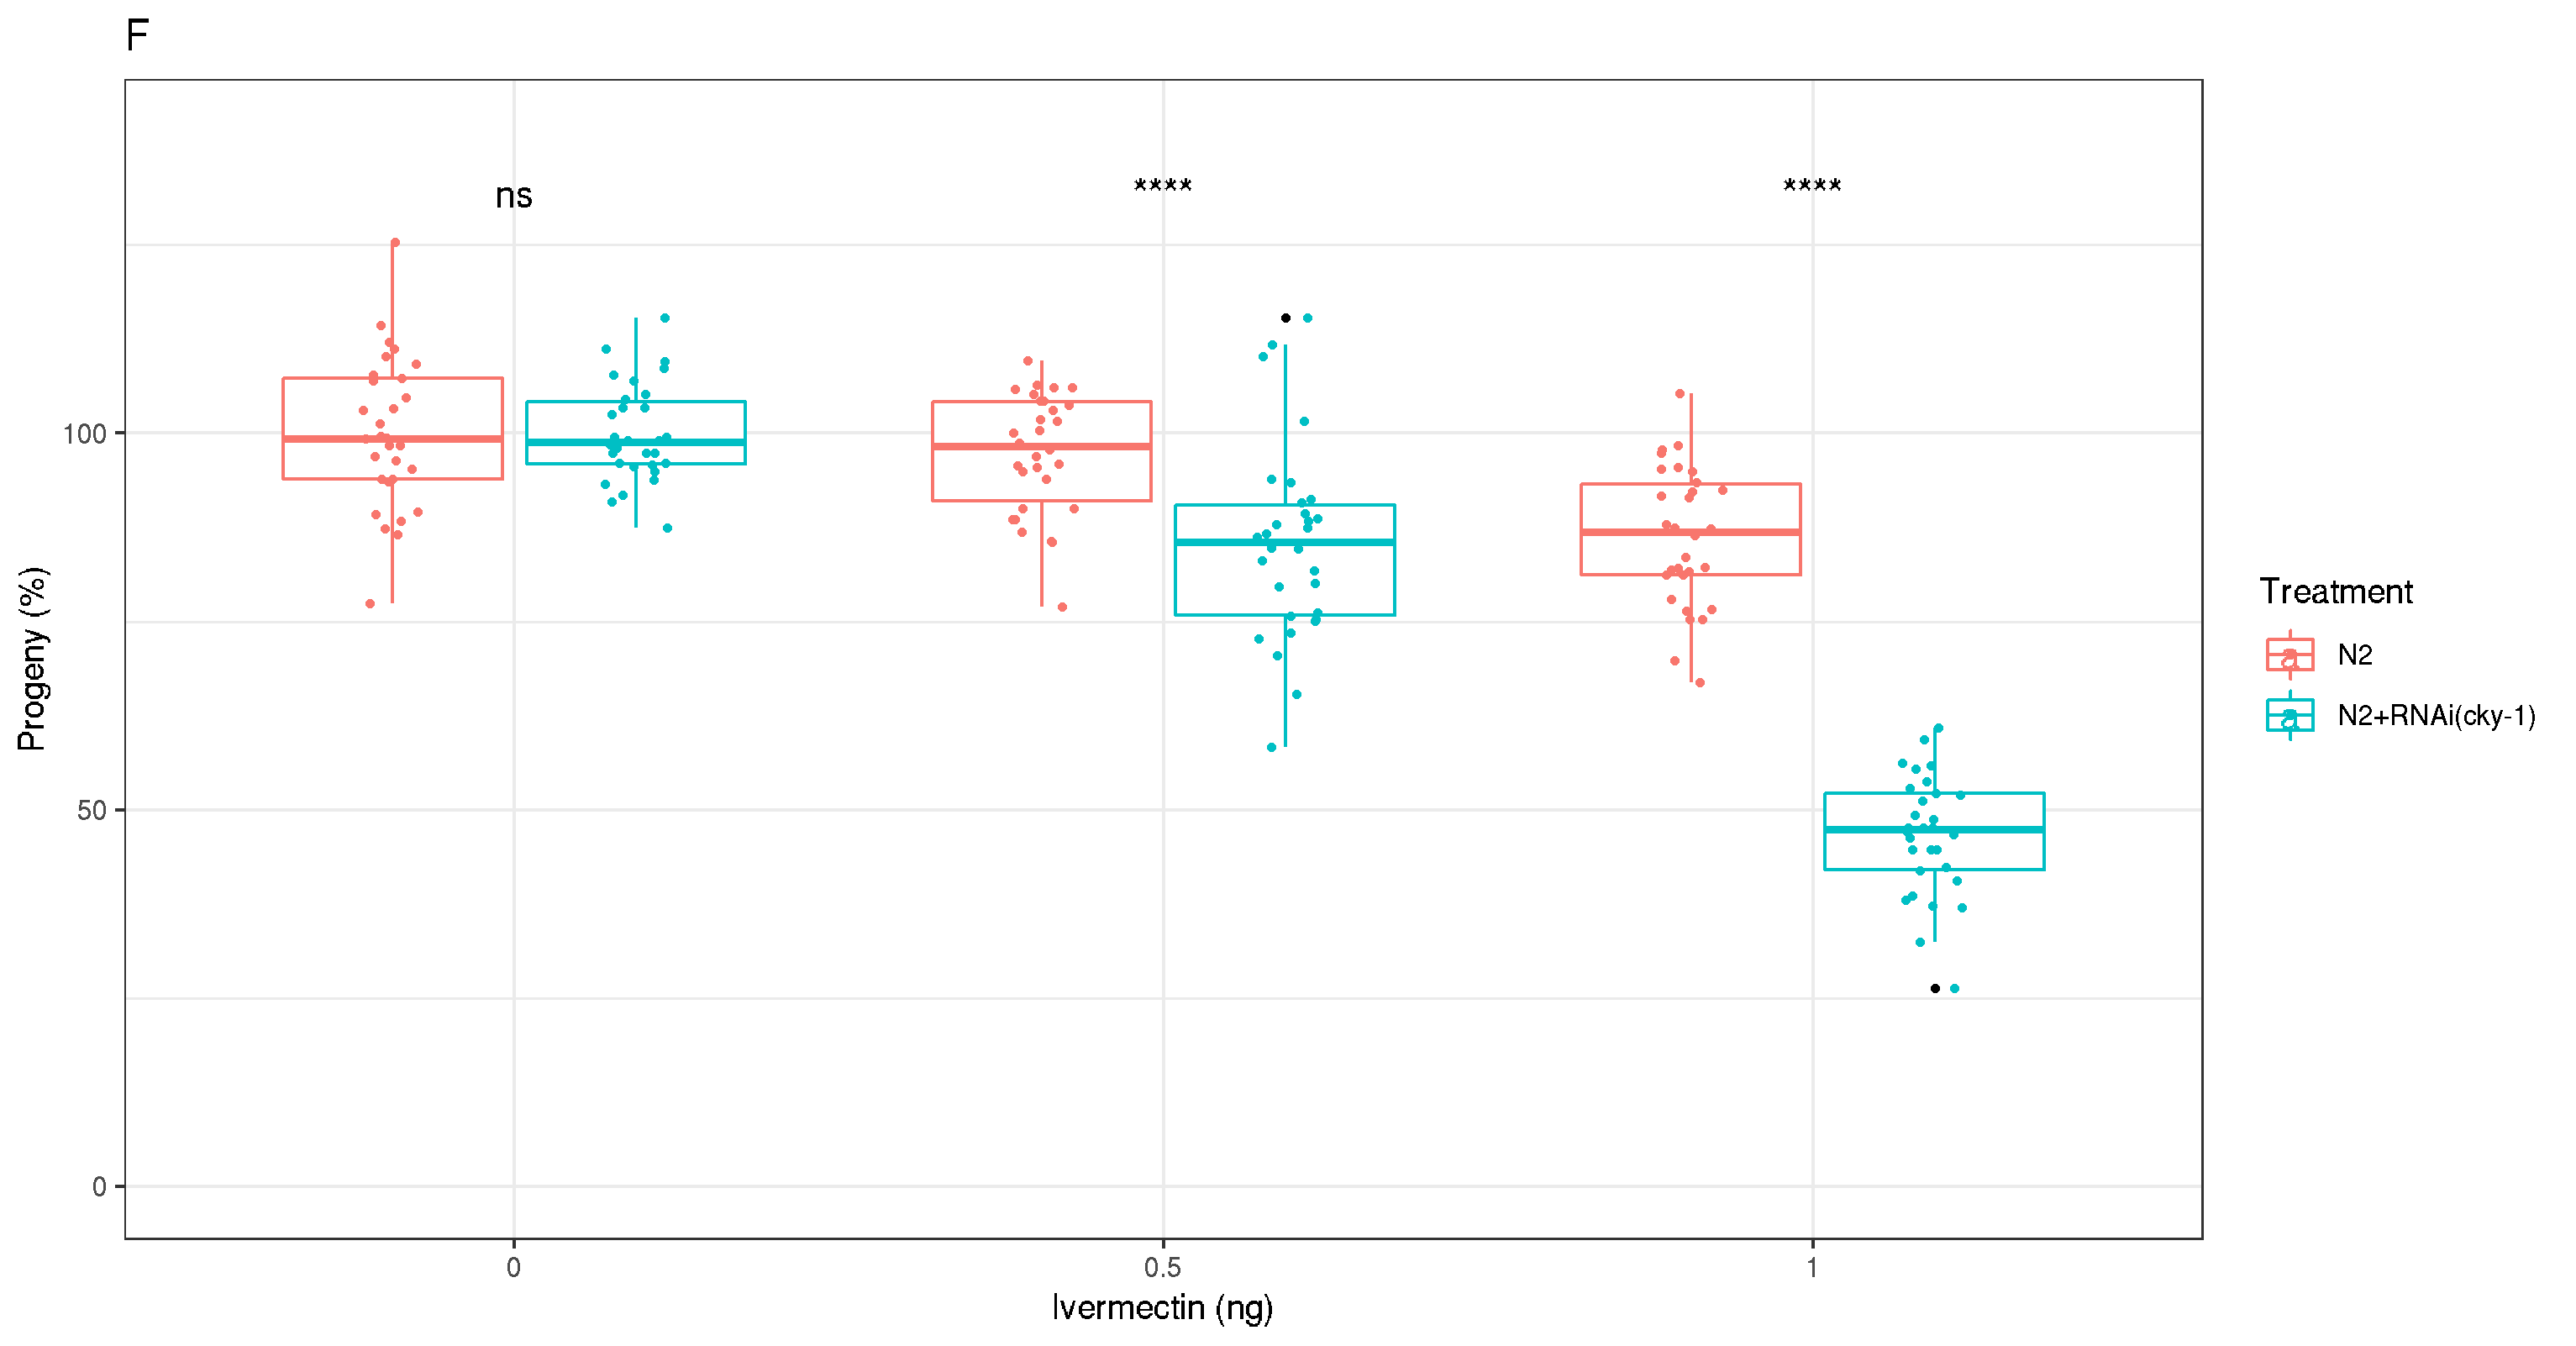 F
ns
****
****
100
50
0
Progeny (%)
0
0.5
1
Ivermectin (ng)
Treatment
N2
N2+RNAi(cky-1)